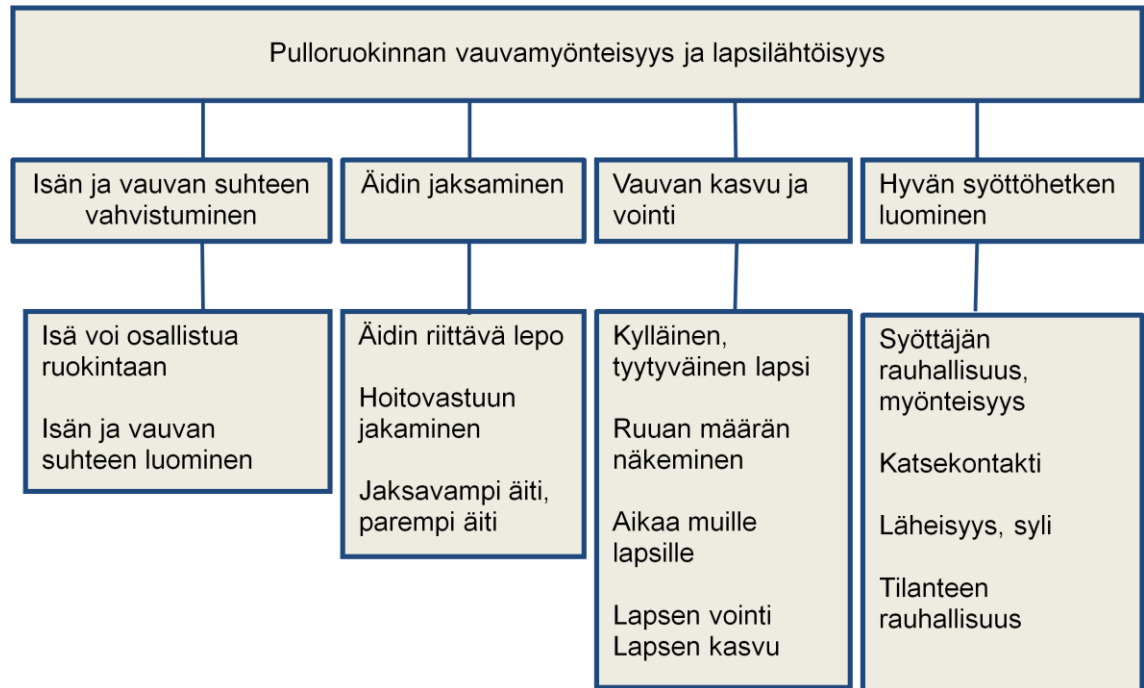 Pulloruokinnan vauvamyönteisyys ja lapsilähtöisyys
Isän ja vauvan suhteen
vahvistuminen
Äidin jaksaminen
Vauvan kasvu ja
vointi
Hyvän syöttöhetken
luominen
Isä voi osallistua
ruokintaan
Isän ja vauvan
suhteen luominen
Äidin riittävä lepo
Hoitovastuun
jakaminen
Jaksavampi äiti,
parempi äiti
Kylläinen,
tyytyväinen lapsi
Ruuan määrän
näkeminen
Aikaa muille
lapsille
Lapsen vointi
Lapsen kasvu
Syöttäjän
rauhallisuus,
myönteisyys
Katsekontakti
Läheisyys, syli
Tilanteen
rauhallisuus